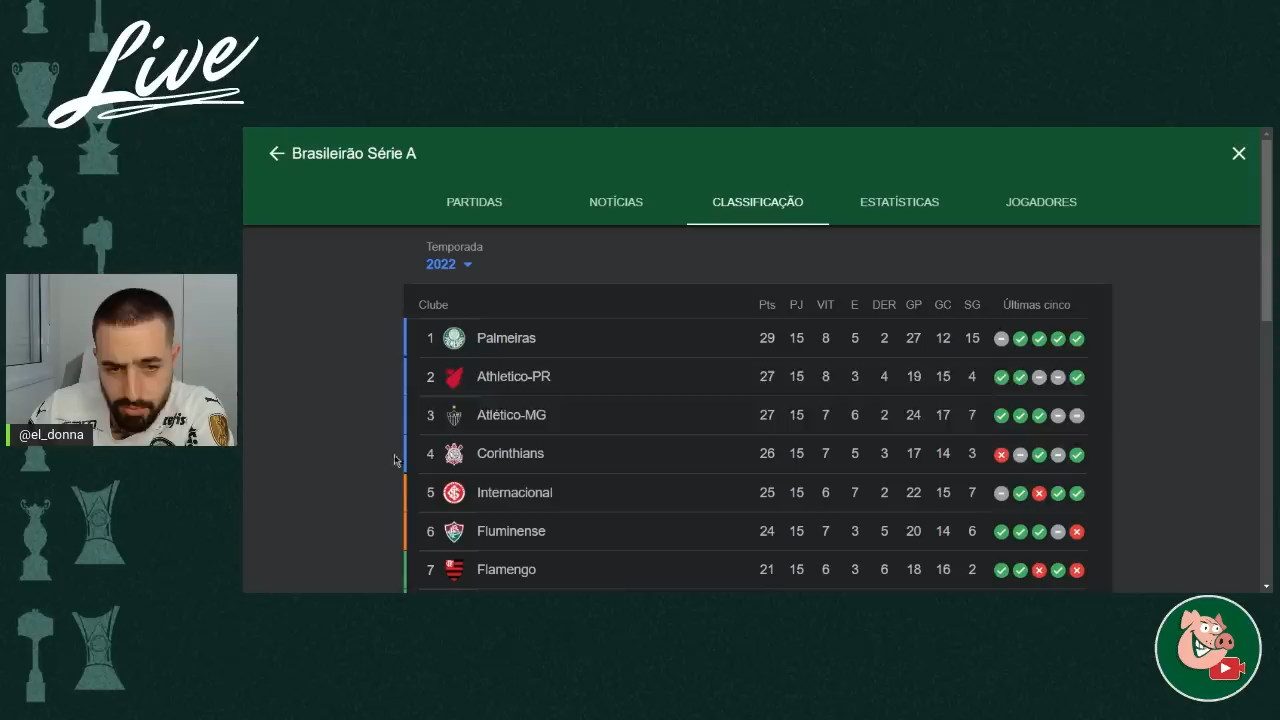 Live
Brasileirão Série A
PARTIDAS NOTÍCIAS CLASSIFICAÇÃO ESTATÍSTICAS JOGADORES
Temporada
2022
Clube Pts PJ VIT E DER GP GC SG Últimas cinco
1 Palmeiras 29 15 8 5 2 27 12 15
2 Athletico-PR 27 15 8 3 4 19 15 4
3 Atlético-MG 27 15 7 6 2 24 17 7
4 Corinthians 26 15 7 5 3 17 14 3
5 Internacional 25 15 6 7 2 22 15 7
6 Fluminense 24 15 7 3 5 20 14 6
7 Flamengo 21 15 6 3 6 18 16 2
refis
@el_donna